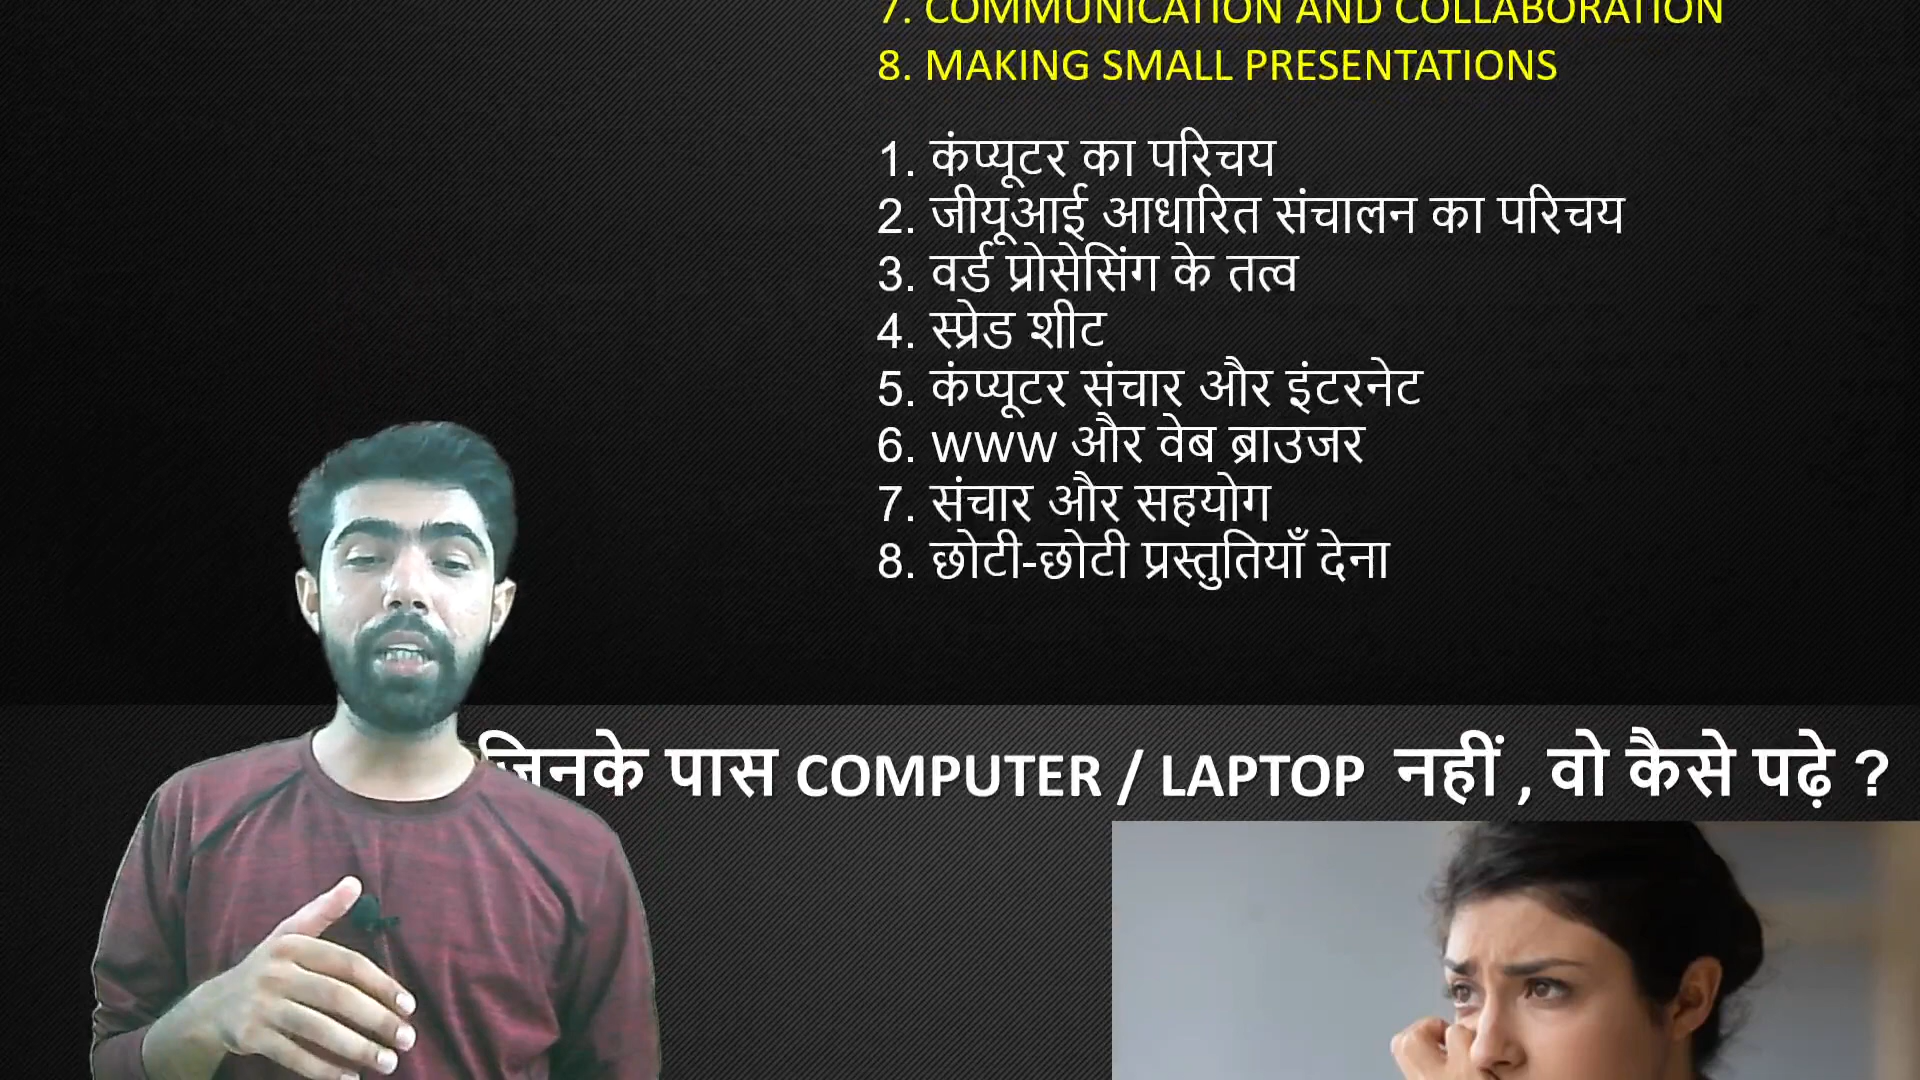 7. COMMUNICATION AND COLLABORATION
8. MAKING SMALL PRESENTATIONS
1. कंप्यूटर का परिचय
2. जीयूआई आधारित संचालन का परिचय
3. वर्ड प्रोसेसिंग के तत्व
4. स्प्रेड शीट
5. कंप्यूटर संचार और इंटरनेट
6. www और वेब ब्राउजर
7. संचार और सहयोग
8. छोटी-छोटी प्रस्तुतियाँ देना
जिनके पास COMPUTER / LAPTOP नहीं , वो कैसे पढ़े ?